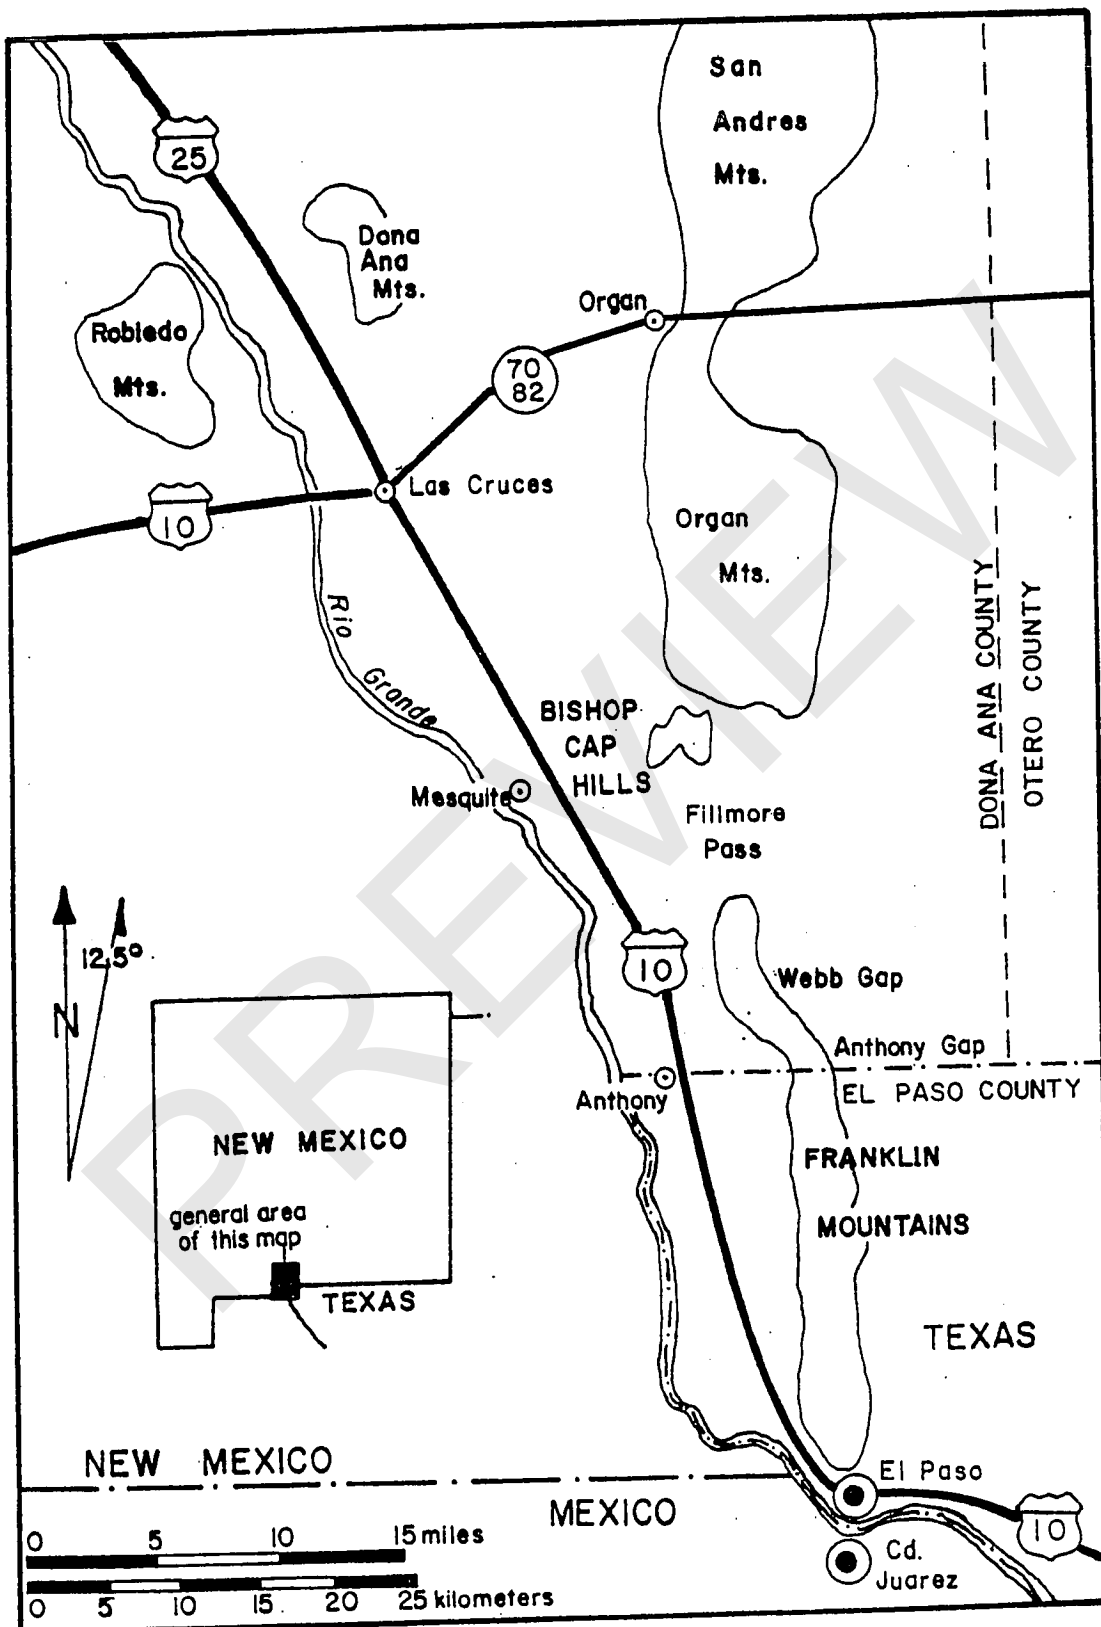 San
Andres
Mts.
25
Dona
Ana
Mts.
Organ
Robledo
Mts.
70
82
Las Cruces
10
Organ
Mts.
Rio
Grande
DONA ANA COUNTY
OTERO COUNTY
BISHOP
CAP
HILLS
Mesquite
Fillmore
Pass
12.5°
N
10
Webb Gap
Anthony Gap
Anthony
EL PASO COUNTY
NEW MEXICO
FRANKLIN
MOUNTAINS
general area
of this map
TEXAS
TEXAS
NEW MEXICO
El Paso
MEXICO
10
0 5 10 15 miles
Cd.
Juarez
0 5 10 15 20 25 kilometers
PREVIEW